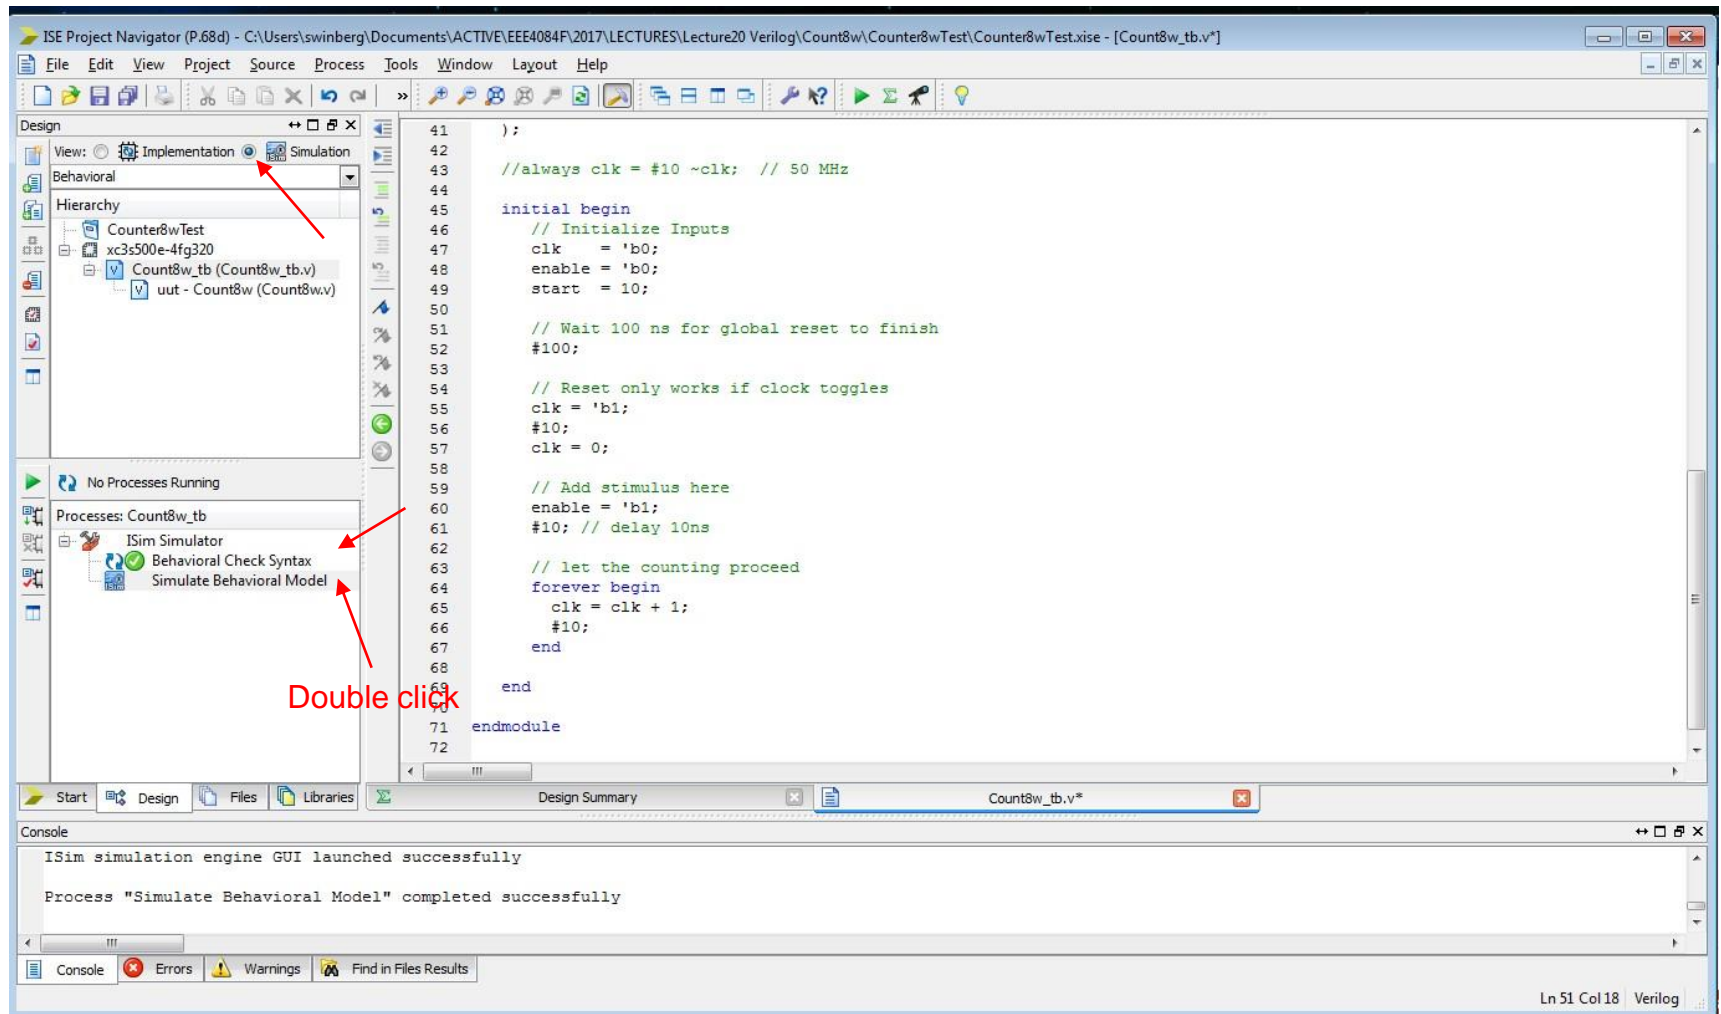 ISE Project Navigator (P.68d) - C:\Users\swinberg\Documents\ACTIVE\EEE4084F\2017\LECTURES\Lecture20 Verilog\Count8w\Counter8wTest\Counter8wTest.xise - [Count8w_tb.v*]
File Edit View Project Source Process Tools Window Layout Help
Design
View: Implementation Simulation
Behavioral
Hierarchy
Counter8wTest
xc3s500e-4fg320
Count8w_tb (Count8w_tb.v)
uut - Count8w (Count8w.v)
No Processes Running
Processes: Count8w_tb
ISim Simulator
Behavioral Check Syntax
Simulate Behavioral Model
Double click
Start Design Files Libraries
41 );
42
43 //always clk = #10 ~clk; // 50 MHz
44
45 initial begin
46 // Initialize Inputs
47 clk = 'b0;
48 enable = 'b0;
49 start = 10;
50
51 // Wait 100 ns for global reset to finish
52 #100;
53
54 // Reset only works if clock toggles
55 clk = 'b1;
56 #10;
57 clk = 0;
58
59 // Add stimulus here
60 enable = 'b1;
61 #10; // delay 10ns
62
63 // let the counting proceed
64 forever begin
65 clk = clk + 1;
66 #10;
67 end
68
69 end
70
71 endmodule
72
Design Summary Count8w_tb.v*
Console
ISim simulation engine GUI launched successfully
Process "Simulate Behavioral Model" completed successfully
Console Errors Warnings Find in Files Results
Ln 51 Col 18 Verilog